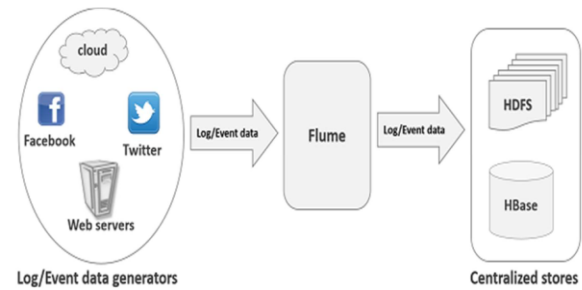 cloud
Facebook
Twitter
Web servers
Log/Event data generators
Log/Event data
Flume
Log/Event data
HDFS
HBase
Centralized stores